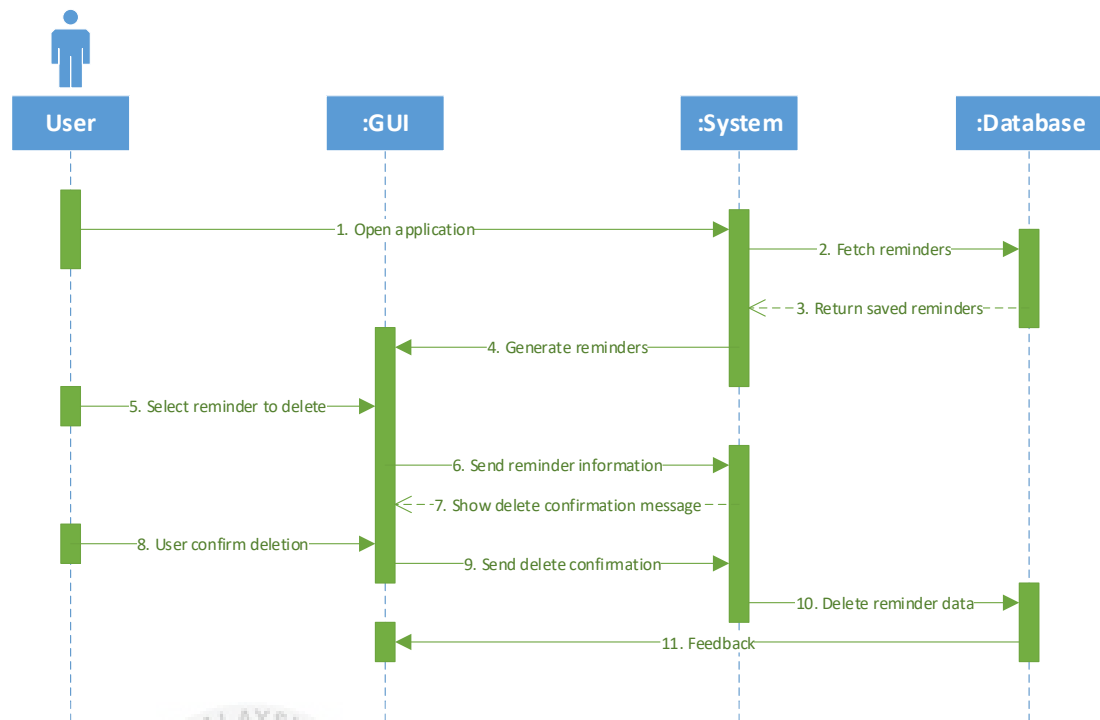 User
:GUI
:System
:Database
1. Open application
2. Fetch reminders
3. Return saved reminders
4. Generate reminders
5. Select reminder to delete
6. Send reminder information
7. Show delete confirmation message
8. User confirm deletion
9. Send delete confirmation
10. Delete reminder data
11. Feedback